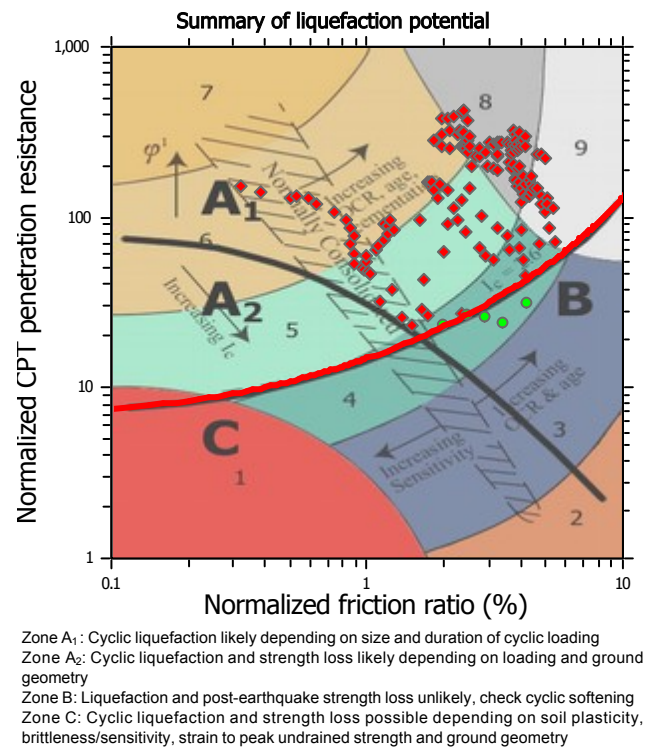 Summary of liquefaction potential
Normalized CPT penetration resistance
1,000
100
10
1
0.1
1
10
Normalized friction ratio (%)
7
8
9
φ'
A1
Normally Consolidated
Increasing
OCR, age,
cementation
6
A2
Increasing Ic
5
B
4
C
1
Increasing
OCR & age
3
Increasing
Sensitivity
2
Zone A1: Cyclic liquefaction likely depending on size and duration of cyclic loading
Zone A2: Cyclic liquefaction and strength loss likely depending on loading and ground
geometry
Zone B: Liquefaction and post-earthquake strength loss unlikely, check cyclic softening
Zone C: Cyclic liquefaction and strength loss possible depending on soil plasticity,
brittleness/sensitivity, strain to peak undrained strength and ground geometry